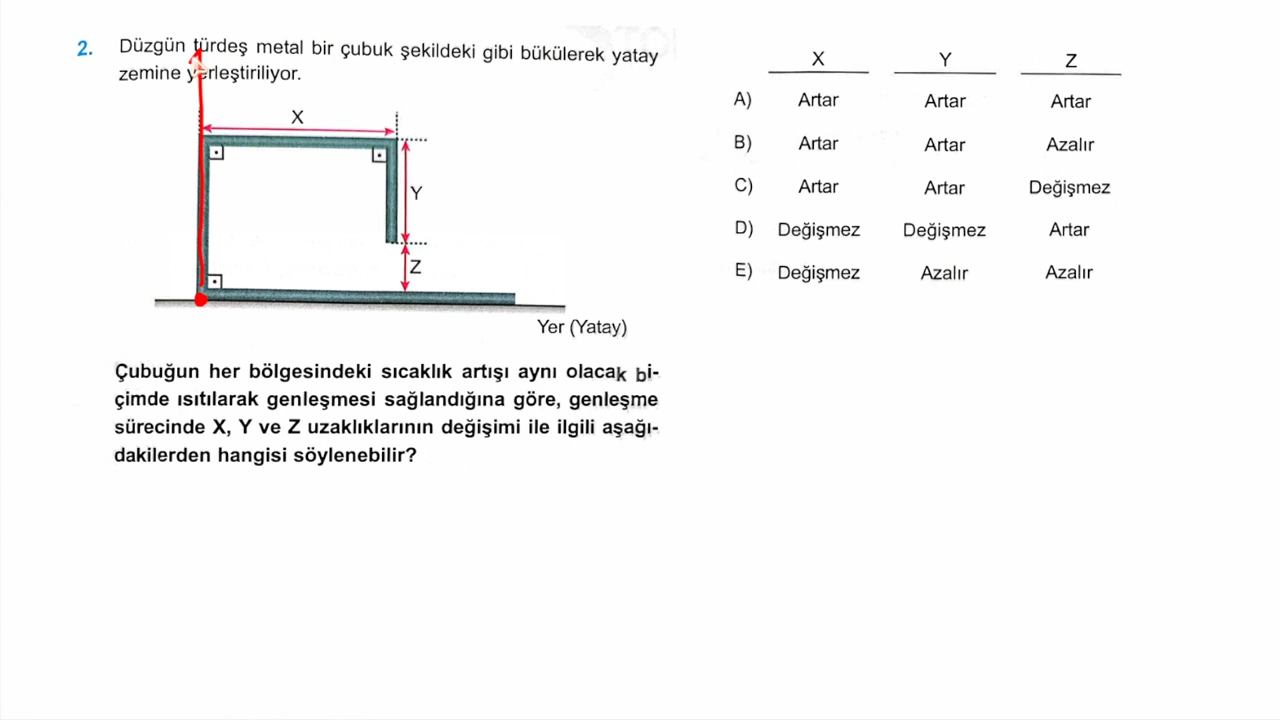 2. Düzgün türdeş metal bir çubuk şekildeki gibi bükülerek yatay
zemine yerleştiriliyor.
X
Y
Z
Yer (Yatay)
Çubuğun her bölgesindeki sıcaklık artışı aynı olacak bi-
çimde ısıtılarak genleşmesi sağlandığına göre, genleşme
sürecinde X, Y ve Z uzaklıklarının değişimi ile ilgili aşağı-
dakilerden hangisi söylenebilir?
X Y Z
A) Artar Artar Artar
B) Artar Artar Azalır
C) Artar Artar Değişmez
D) Değişmez Değişmez Artar
E) Değişmez Azalır Azalır